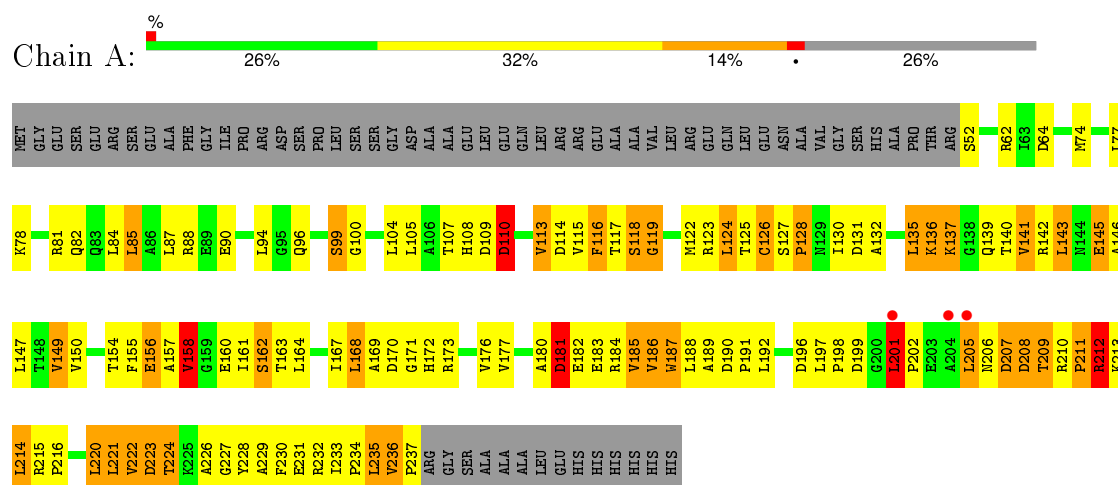 %
Chain A:
26% 32% 14% • 26%
MET GLY GLU SER GLU ARG SER GLU ALA PHE GLY ILE PRO ARG ASP SER PRO LEU SER SER GLY ASP ALA ALA GLU LEU GLU GLN LEU ARG ARG GLU ALA ALA VAL LEU ARG GLU GLN LEU GLU ASN ALA VAL GLY SER HIS ALA PRO THR ARG S52 R62 I63 D64 M74 L77
K78 R81 Q82 Q83 L84 L85 A86 L87 R88 E89 E90 L94 G95 Q96 S99 G100 L104 L105 A106 T107 H108 D109 D110 V113 D114 V115 F116 T117 S118 G119 M122 R123 L124 T125 C126 S127 P128 N129 I130 D131 A132 L135 K136 K137 G138 Q139 T140 V141 R142 L143 N144 E145 A146
L147 T148 V149 V150 T154 F155 E156 A157 V158 G159 E160 I161 S162 T163 L164 I167 L168 A169 D170 G171 H172 R173 V176 V177 A180 D181 E182 E183 R184 V185 V186 W187 L188 A189 D190 P191 L192 D196 L197 P198 D199 G200 L201 P202 E203 A204 L205 N206 D207 D208 T209 R210 P211 R212 K213
L214 R215 P216 L220 L221 V222 D223 T224 K225 A226 G227 Y228 A229 F230 E231 R232 I233 P234 L235 V236 P237 ARG GLY SER ALA ALA ALA LEU GLU HIS HIS HIS HIS HIS HIS